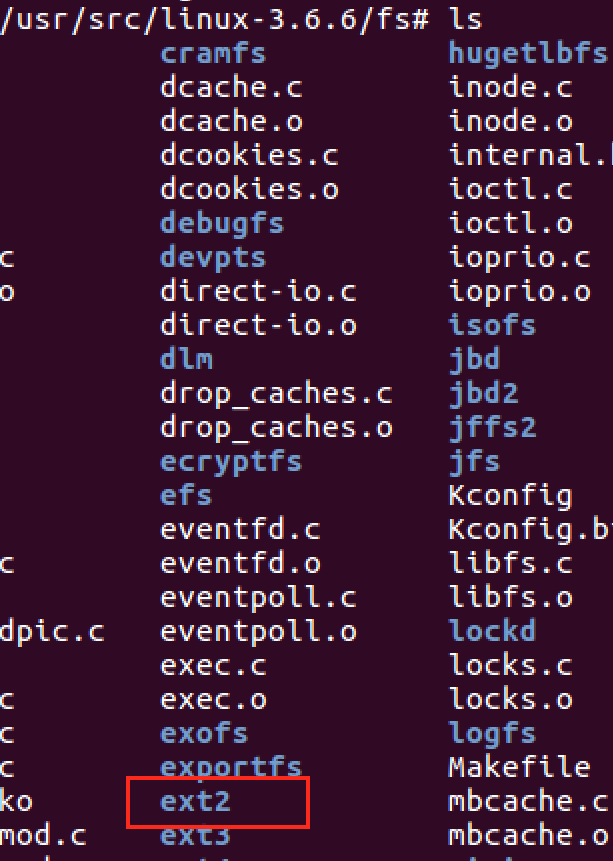 /usr/src/linux-3.6.6/fs# ls
cramfs hugetlbfs
dcache.c inode.c
dcache.o inode.o
dcookies.c internal.
dcookies.o ioctl.c
debugfs ioctl.o
c devpts ioprio.c
o direct-io.c ioprio.o
direct-io.o isofs
dlm jbd
drop_caches.c jbd2
drop_caches.o jffs2
ecryptfs jfs
efs Kconfig
eventfd.c Kconfig.b
c eventfd.o libfs.c
eventpoll.c libfs.o
dpic.c eventpoll.o lockd
exec.c locks.c
c exec.o locks.o
c exofs logfs
c exportfs Makefile
ko ext2 mbcache.c
mod.c ext3 mbcache.o